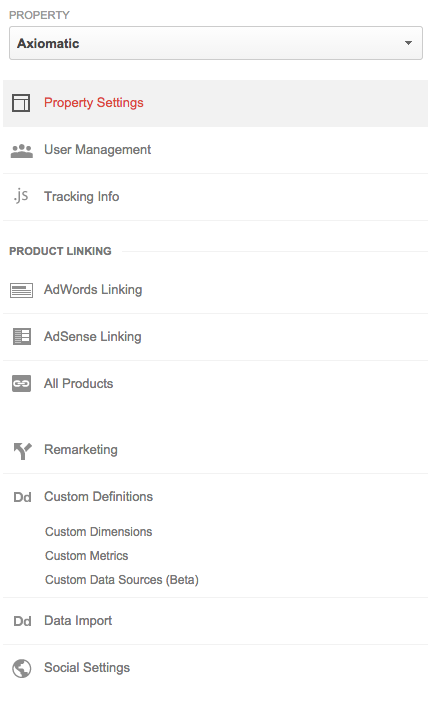 PROPERTY
Axiomatic
Property Settings
User Management
.js Tracking Info
PRODUCT LINKING
AdWords Linking
AdSense Linking
All Products
Remarketing
Dd Custom Definitions
Custom Dimensions
Custom Metrics
Custom Data Sources (Beta)
Dd Data Import
Social Settings